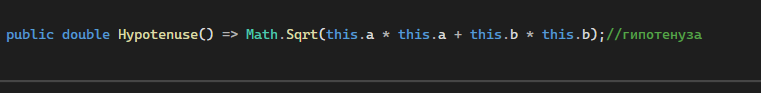 public double Hypotenuse() => Math.Sqrt(this.a * this.a + this.b * this.b);//гипотенуза